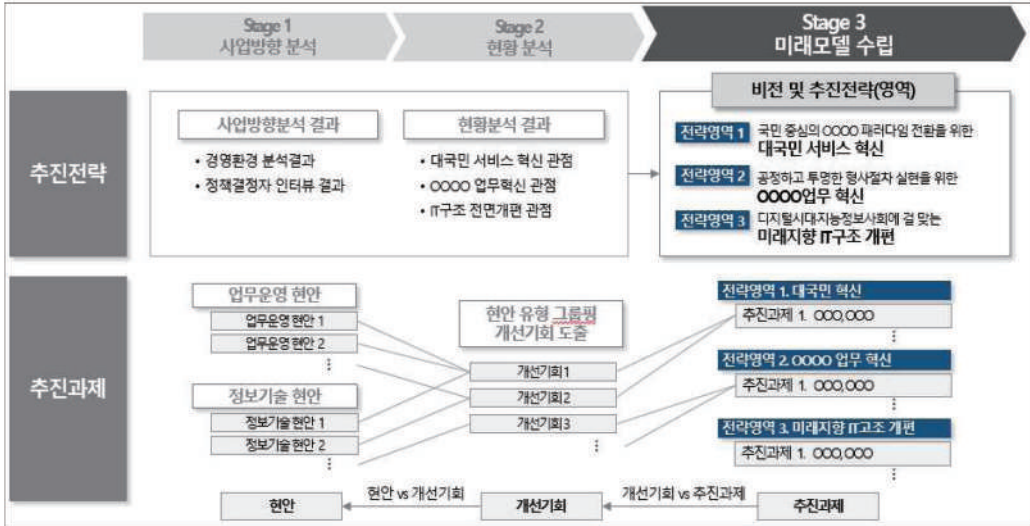 Stage 1
사업방향 분석
Stage 2
현황 분석
Stage 3
미래모델 수립
추진전략
사업방향분석 결과
• 경영환경 분석결과
• 정책결정자 인터뷰 결과
현황분석 결과
• 대국민 서비스 혁신 관점
• OOOO 업무혁신 관점
• IT구조 전면개편 관점
비전 및 추진전략(영역)
전략영역 1 국민 중심의 OOOO 패러다임 전환을 위한
대국민 서비스 혁신
전략영역 2 공정하고 투명한 형사절차 실현을 위한
OOOO업무 혁신
전략영역 3 디지털시대지능정보사회에 걸 맞는
미래지향 IT구조 개편
추진과제
업무운영 현안
업무운영 현안 1
업무운영 현안 2
⋮
정보기술 현안
정보기술 현안 1
정보기술 현안 2
⋮
현안 유형 그룹핑
개선기회 도출
개선기회1
개선기회2
개선기회3
⋮
전략영역 1. 대국민 혁신
추진과제 1. OOO,OOO
⋮
전략영역 2. OOOO 업무 혁신
추진과제 1. OOO,OOO
⋮
전략영역 3. 미래지향 IT고조 개편
추진과제 1. OOO,OOO
⋮
현안
현안 vs 개선기회
개선기회
개선기회 vs 추진과제
추진과제